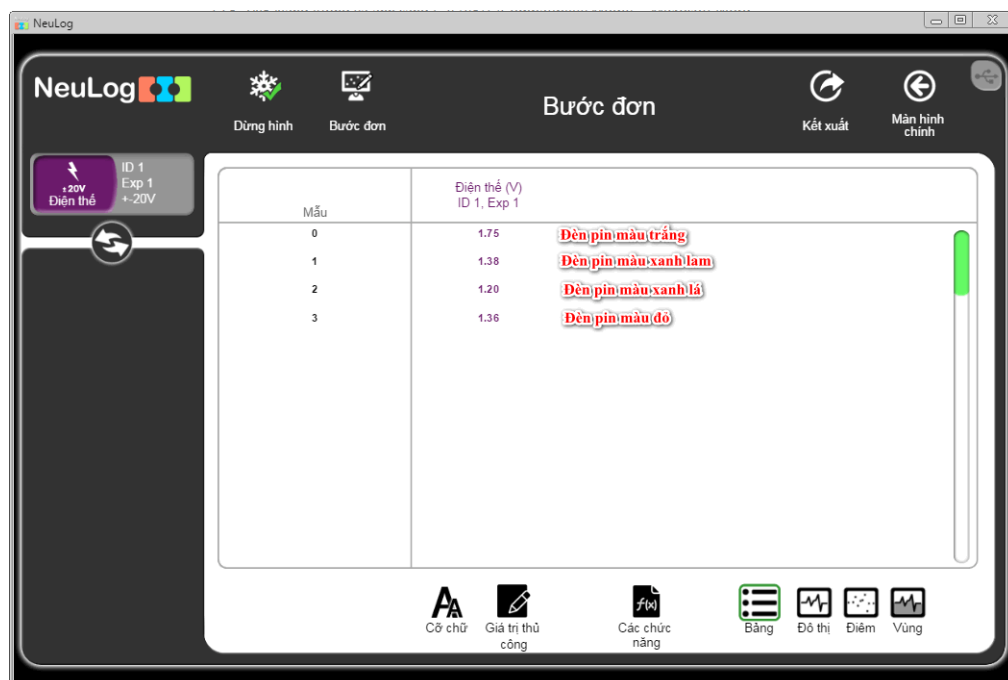 NeuLog
NeuLog
Dừng hình
Bước đơn
Bước đơn
Kết xuất
Màn hình
chính
±20V
Điện thế
ID 1
Exp 1
+-20V
Mẫu
Điện thế (V)
ID 1, Exp 1
0 1.75 Đèn pin màu trắng
1 1.38 Đèn pin màu xanh lam
2 1.20 Đèn pin màu xanh lá
3 1.36 Đèn pin màu đỏ
AA
Cỡ chữ
Giá trị thủ
công
f(x)
Các chức
năng
Bảng
Đồ thị
Điểm
Vùng